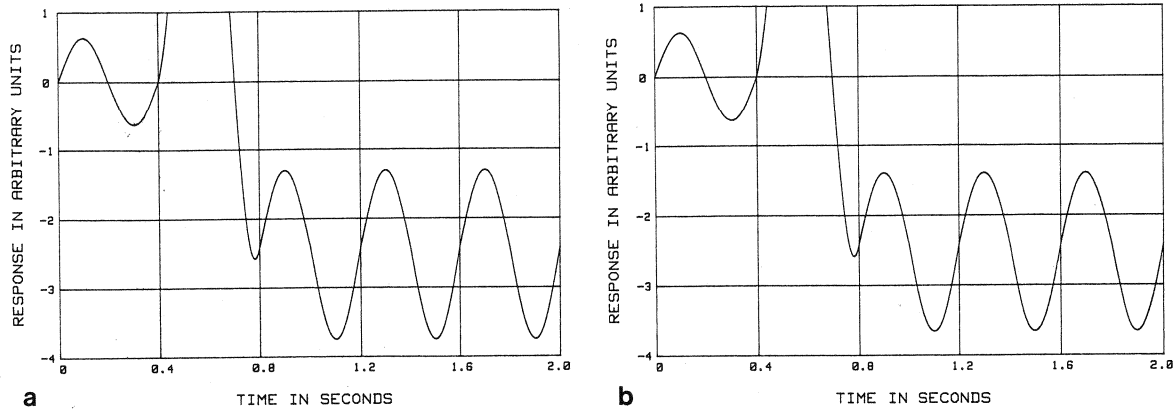 1
0
-1
-2
-3
-4
RESPONSE IN ARBITRARY UNITS
0 0.4 0.8 1.2 1.6 2.0
a TIME IN SECONDS
1
0
-1
-2
-3
-4
RESPONSE IN ARBITRARY UNITS
0 0.4 0.8 1.2 1.6 2.0
b TIME IN SECONDS